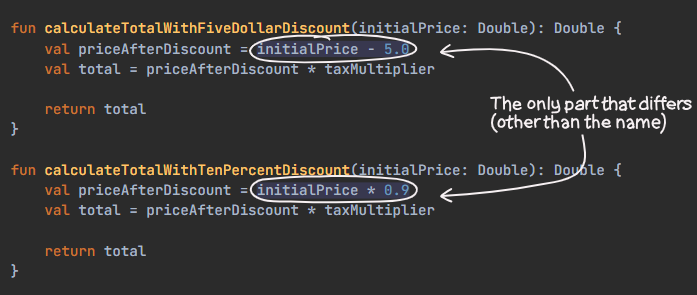 fun calculateTotalWithFiveDollarDiscount(initialPrice: Double): Double {
val priceAfterDiscount = initialPrice - 5.0
val total = priceAfterDiscount * taxMultiplier
return total
}
The only part that differs
(other than the name)
fun calculateTotalWithTenPercentDiscount(initialPrice: Double): Double {
val priceAfterDiscount = initialPrice * 0.9
val total = priceAfterDiscount * taxMultiplier
return total
}